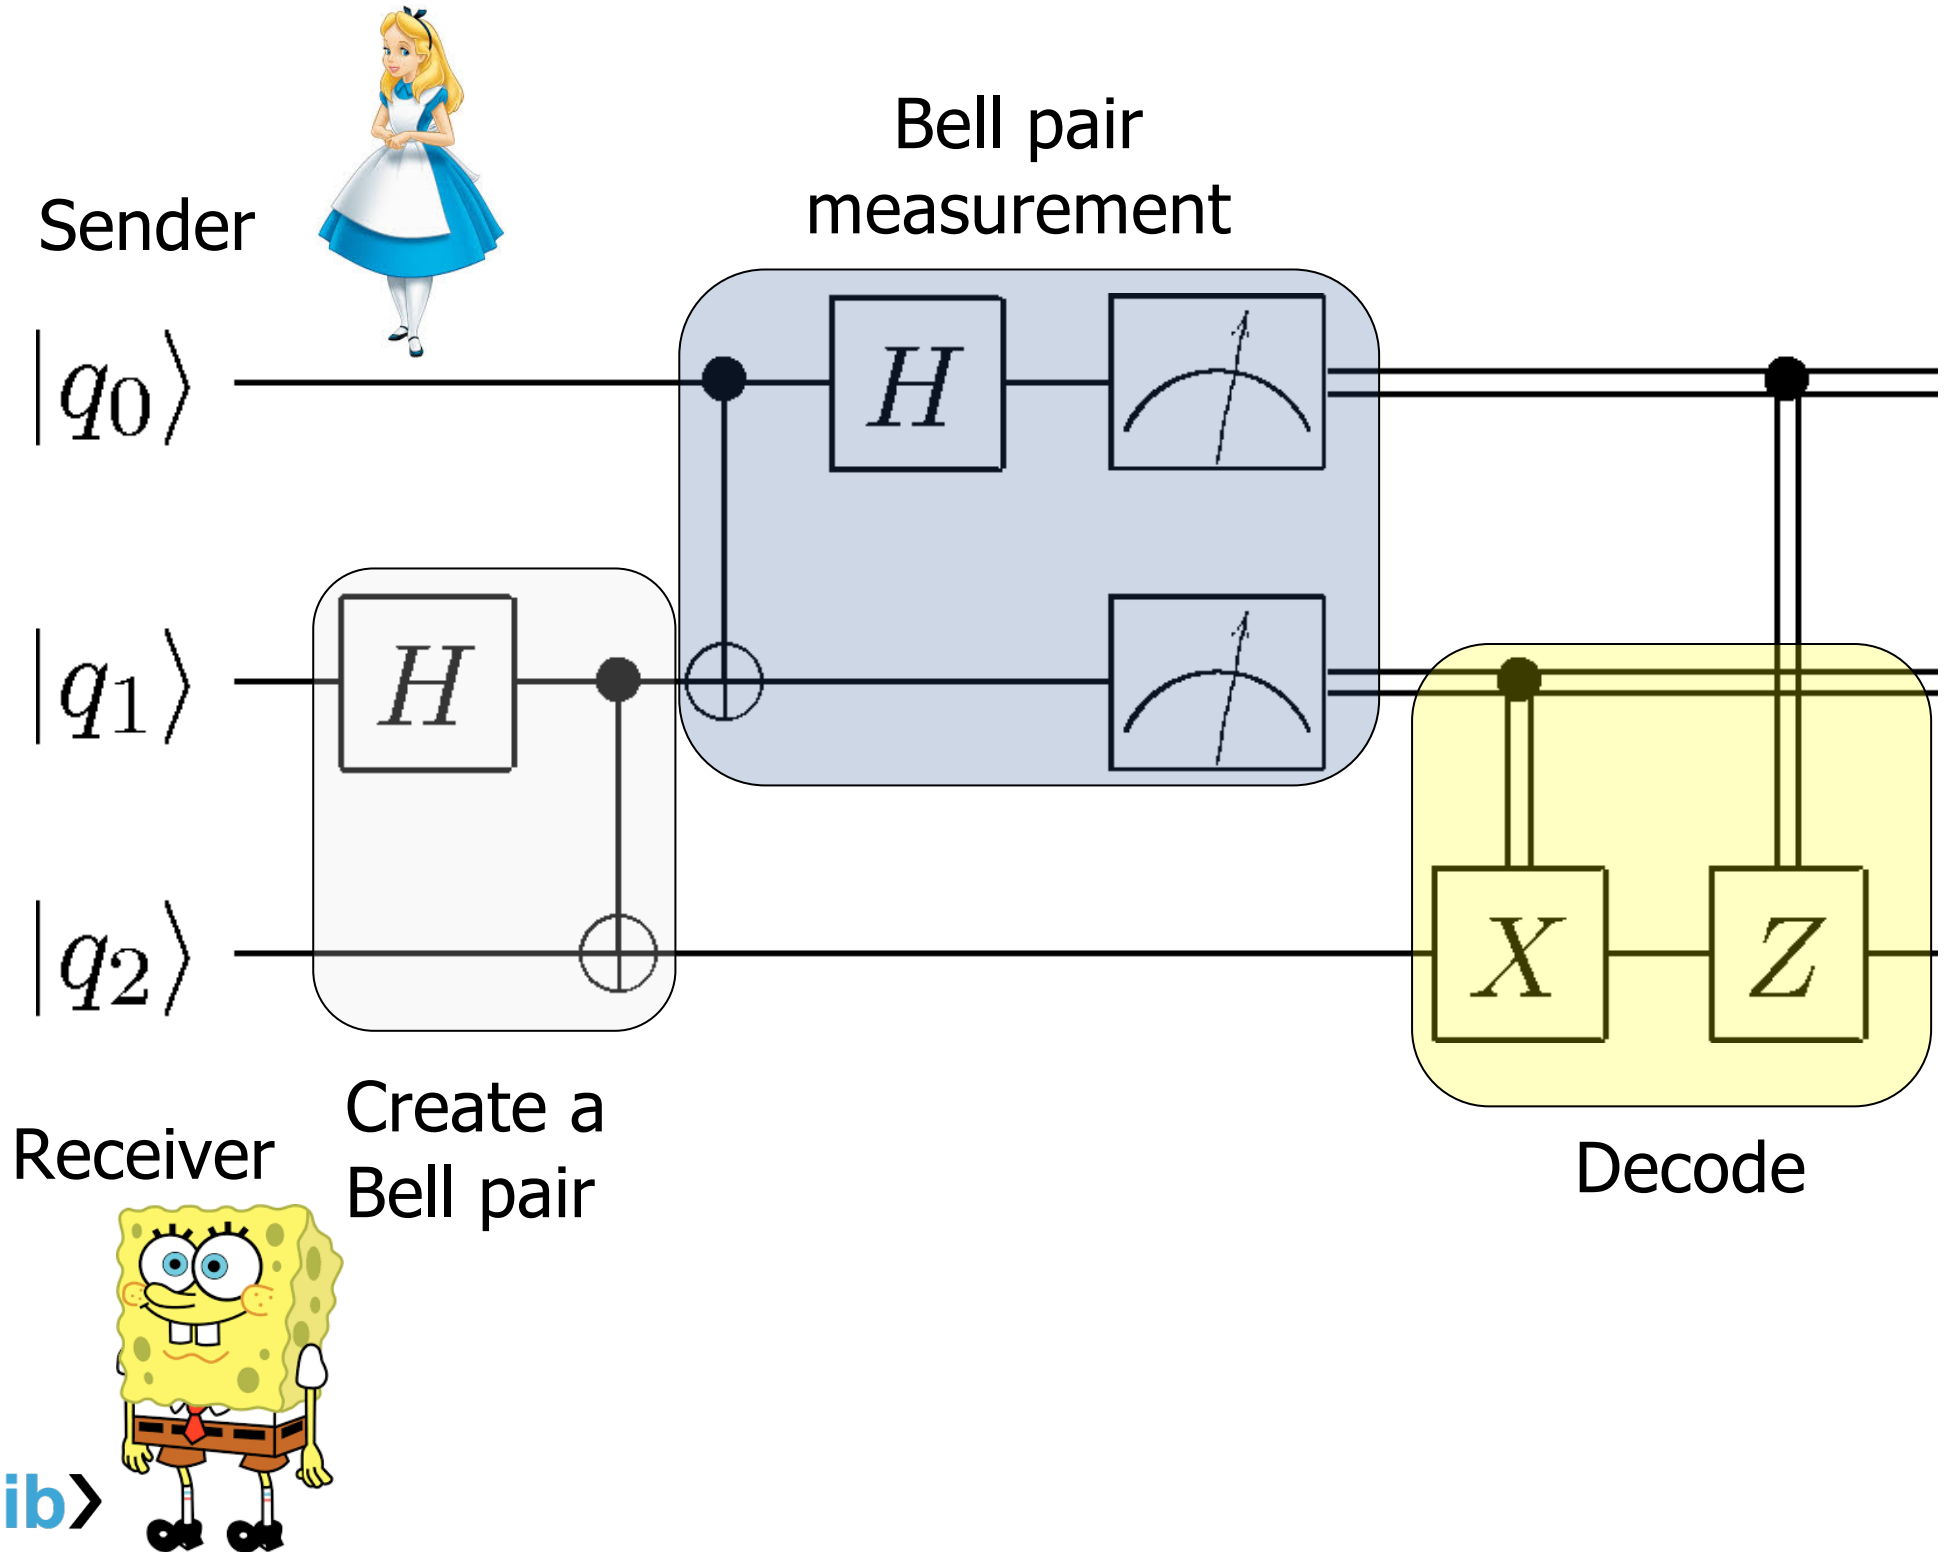 Sender
Bell pair
measurement
|q₀⟩
H
|q₁⟩
H
|q₂⟩
X
Z
Create a
Bell pair
Receiver
Decode
ib❯